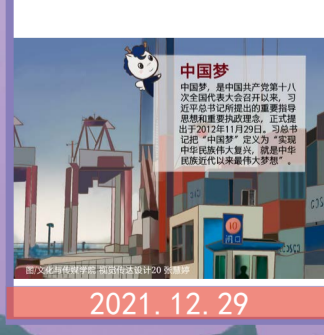 中国梦
中国梦，是中国共产党第十八
次全国代表大会召开以来，习
近平总书记所提出的重要指导
思想和重要执政理念，正式提
出于2012年11月29日。习总书
记把“中国梦”定义为“实现
中华民族伟大复兴，就是中华
民族近代以来最伟大梦想”。
10
图/文化与传媒学院 视觉传达设计20 张慧婷
2021.12.29